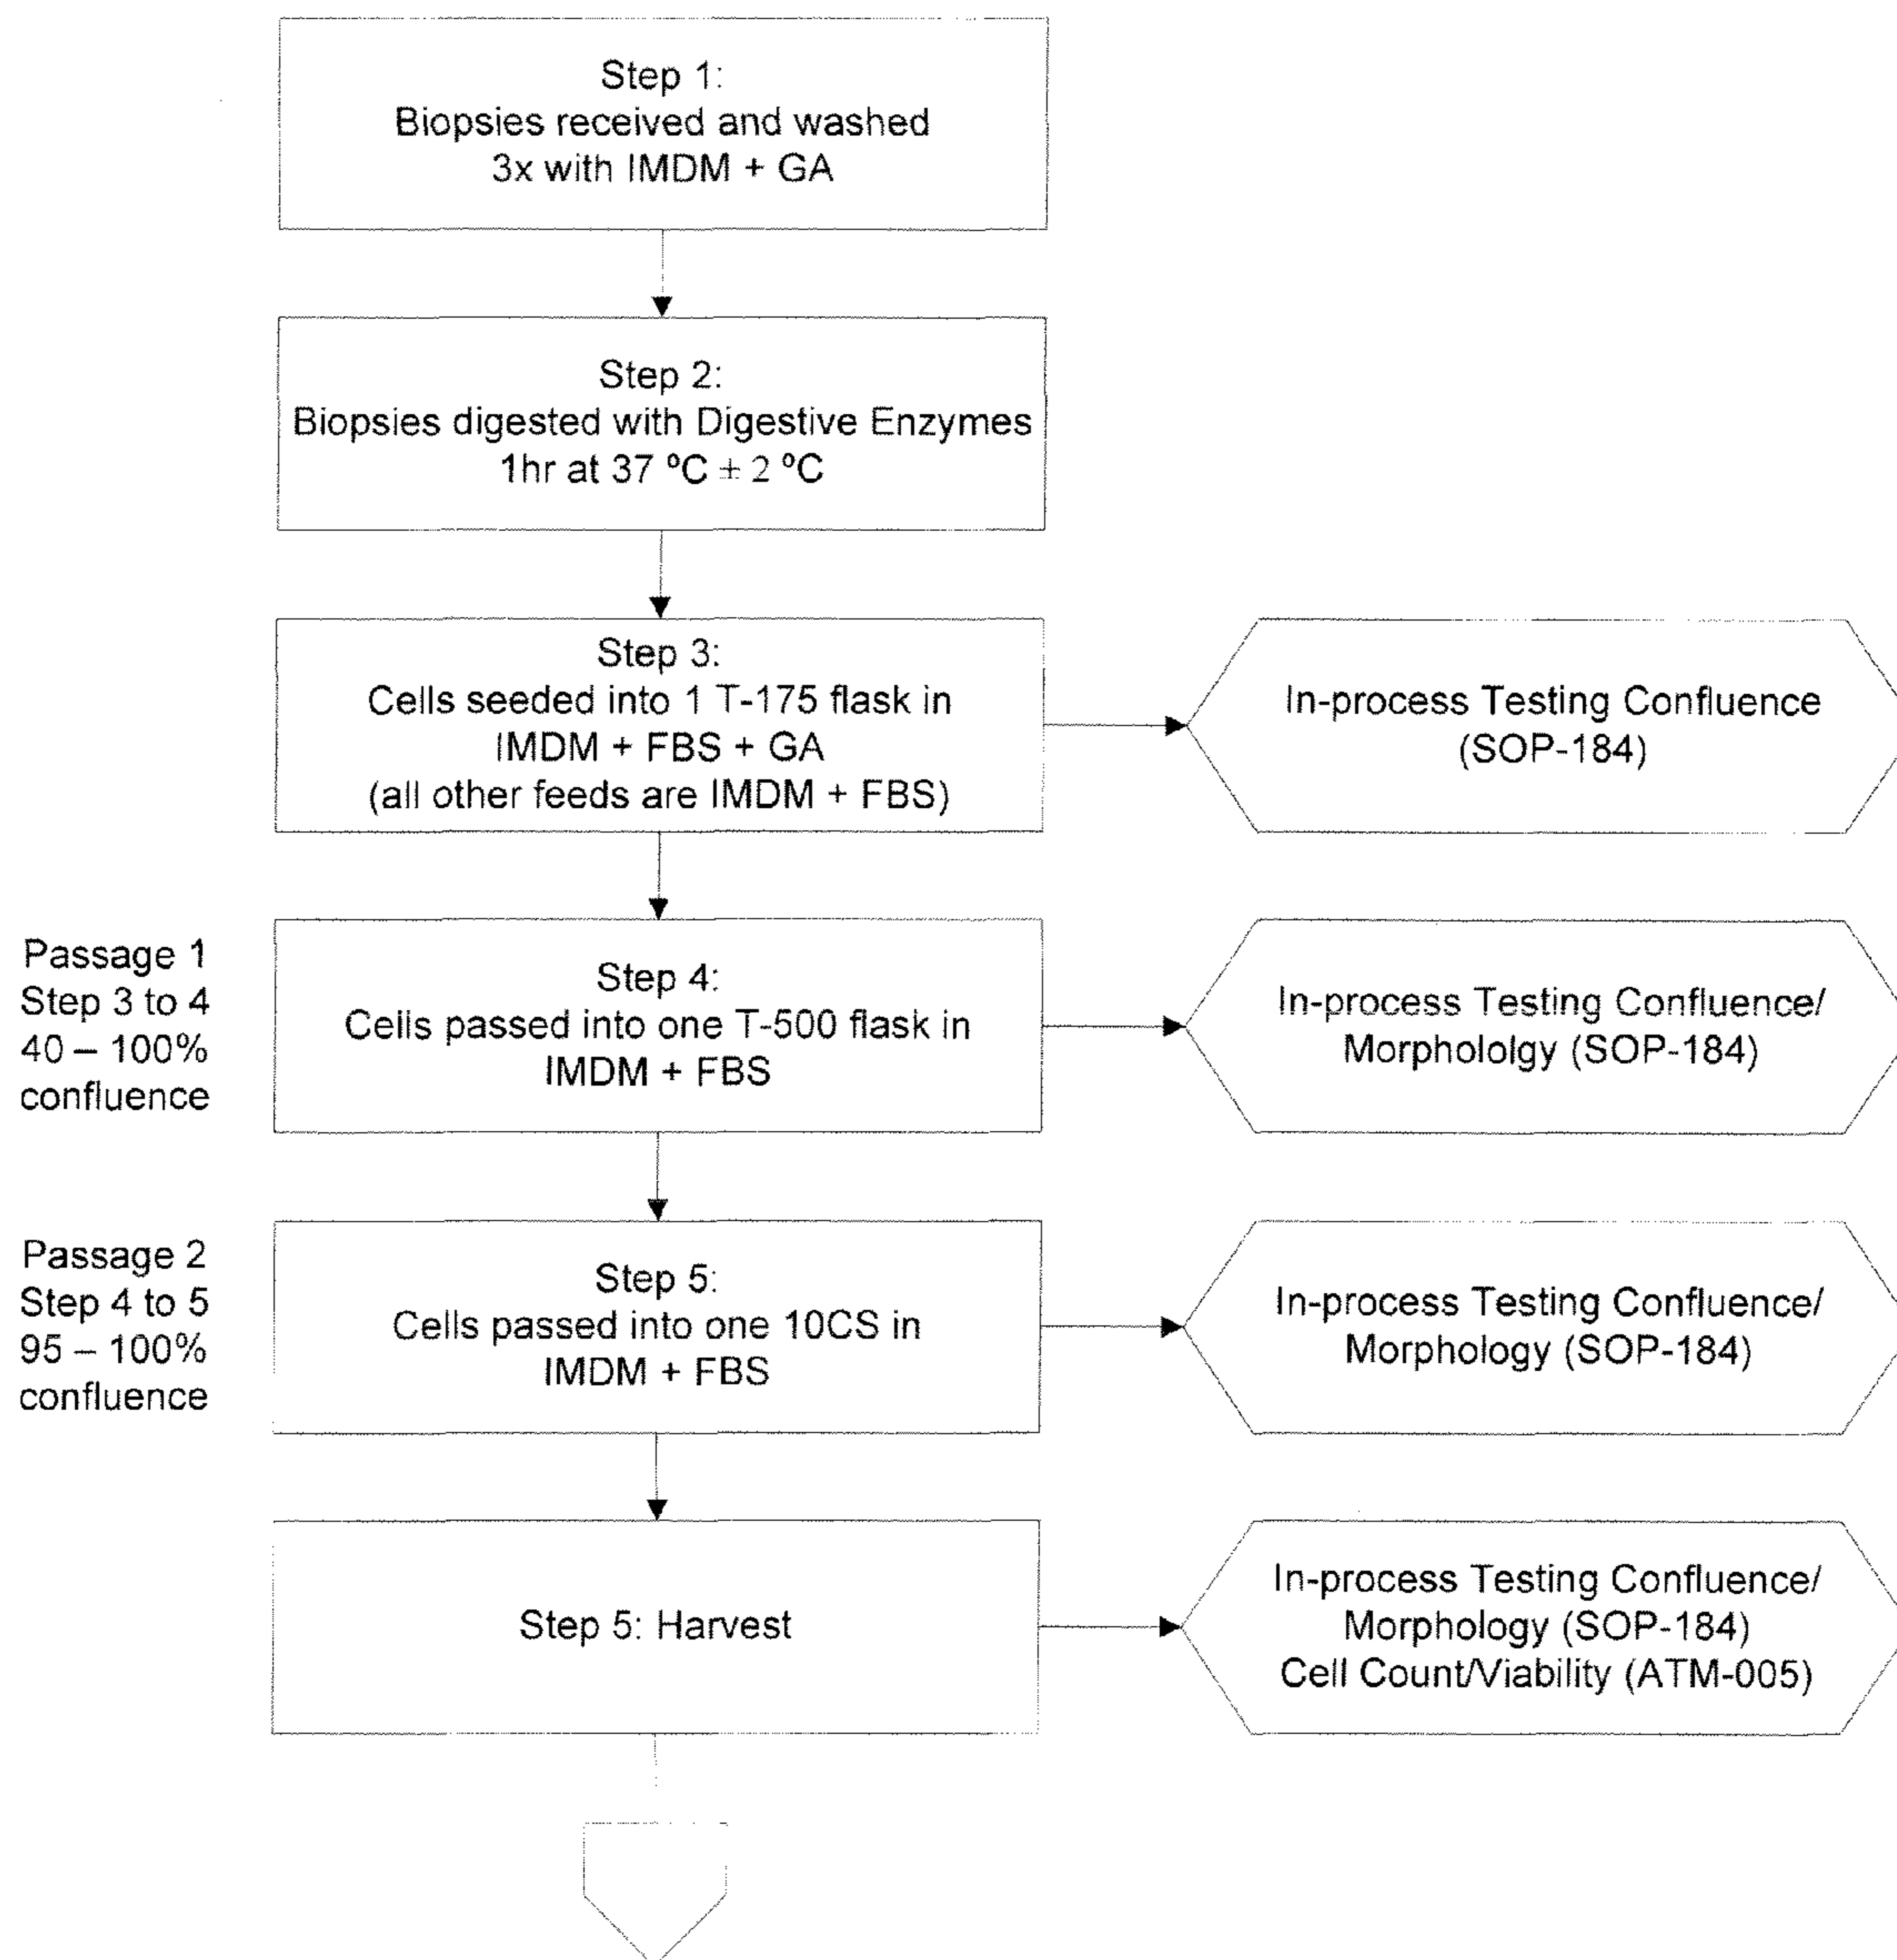 Step 1:
Biopsies received and washed
3x with IMDM + GA
Step 2:
Biopsies digested with Digestive Enzymes
1hr at 37 ºC ± 2 ºC
Step 3:
Cells seeded into 1 T-175 flask in
IMDM + FBS + GA
(all other feeds are IMDM + FBS)
In-process Testing Confluence
(SOP-184)
Passage 1
Step 3 to 4
40 – 100%
confluence
Step 4:
Cells passed into one T-500 flask in
IMDM + FBS
In-process Testing Confluence/
Morphololgy (SOP-184)
Passage 2
Step 4 to 5
95 – 100%
confluence
Step 5:
Cells passed into one 10CS in
IMDM + FBS
In-process Testing Confluence/
Morphology (SOP-184)
Step 5: Harvest
In-process Testing Confluence/
Morphology (SOP-184)
Cell Count/Viability (ATM-005)